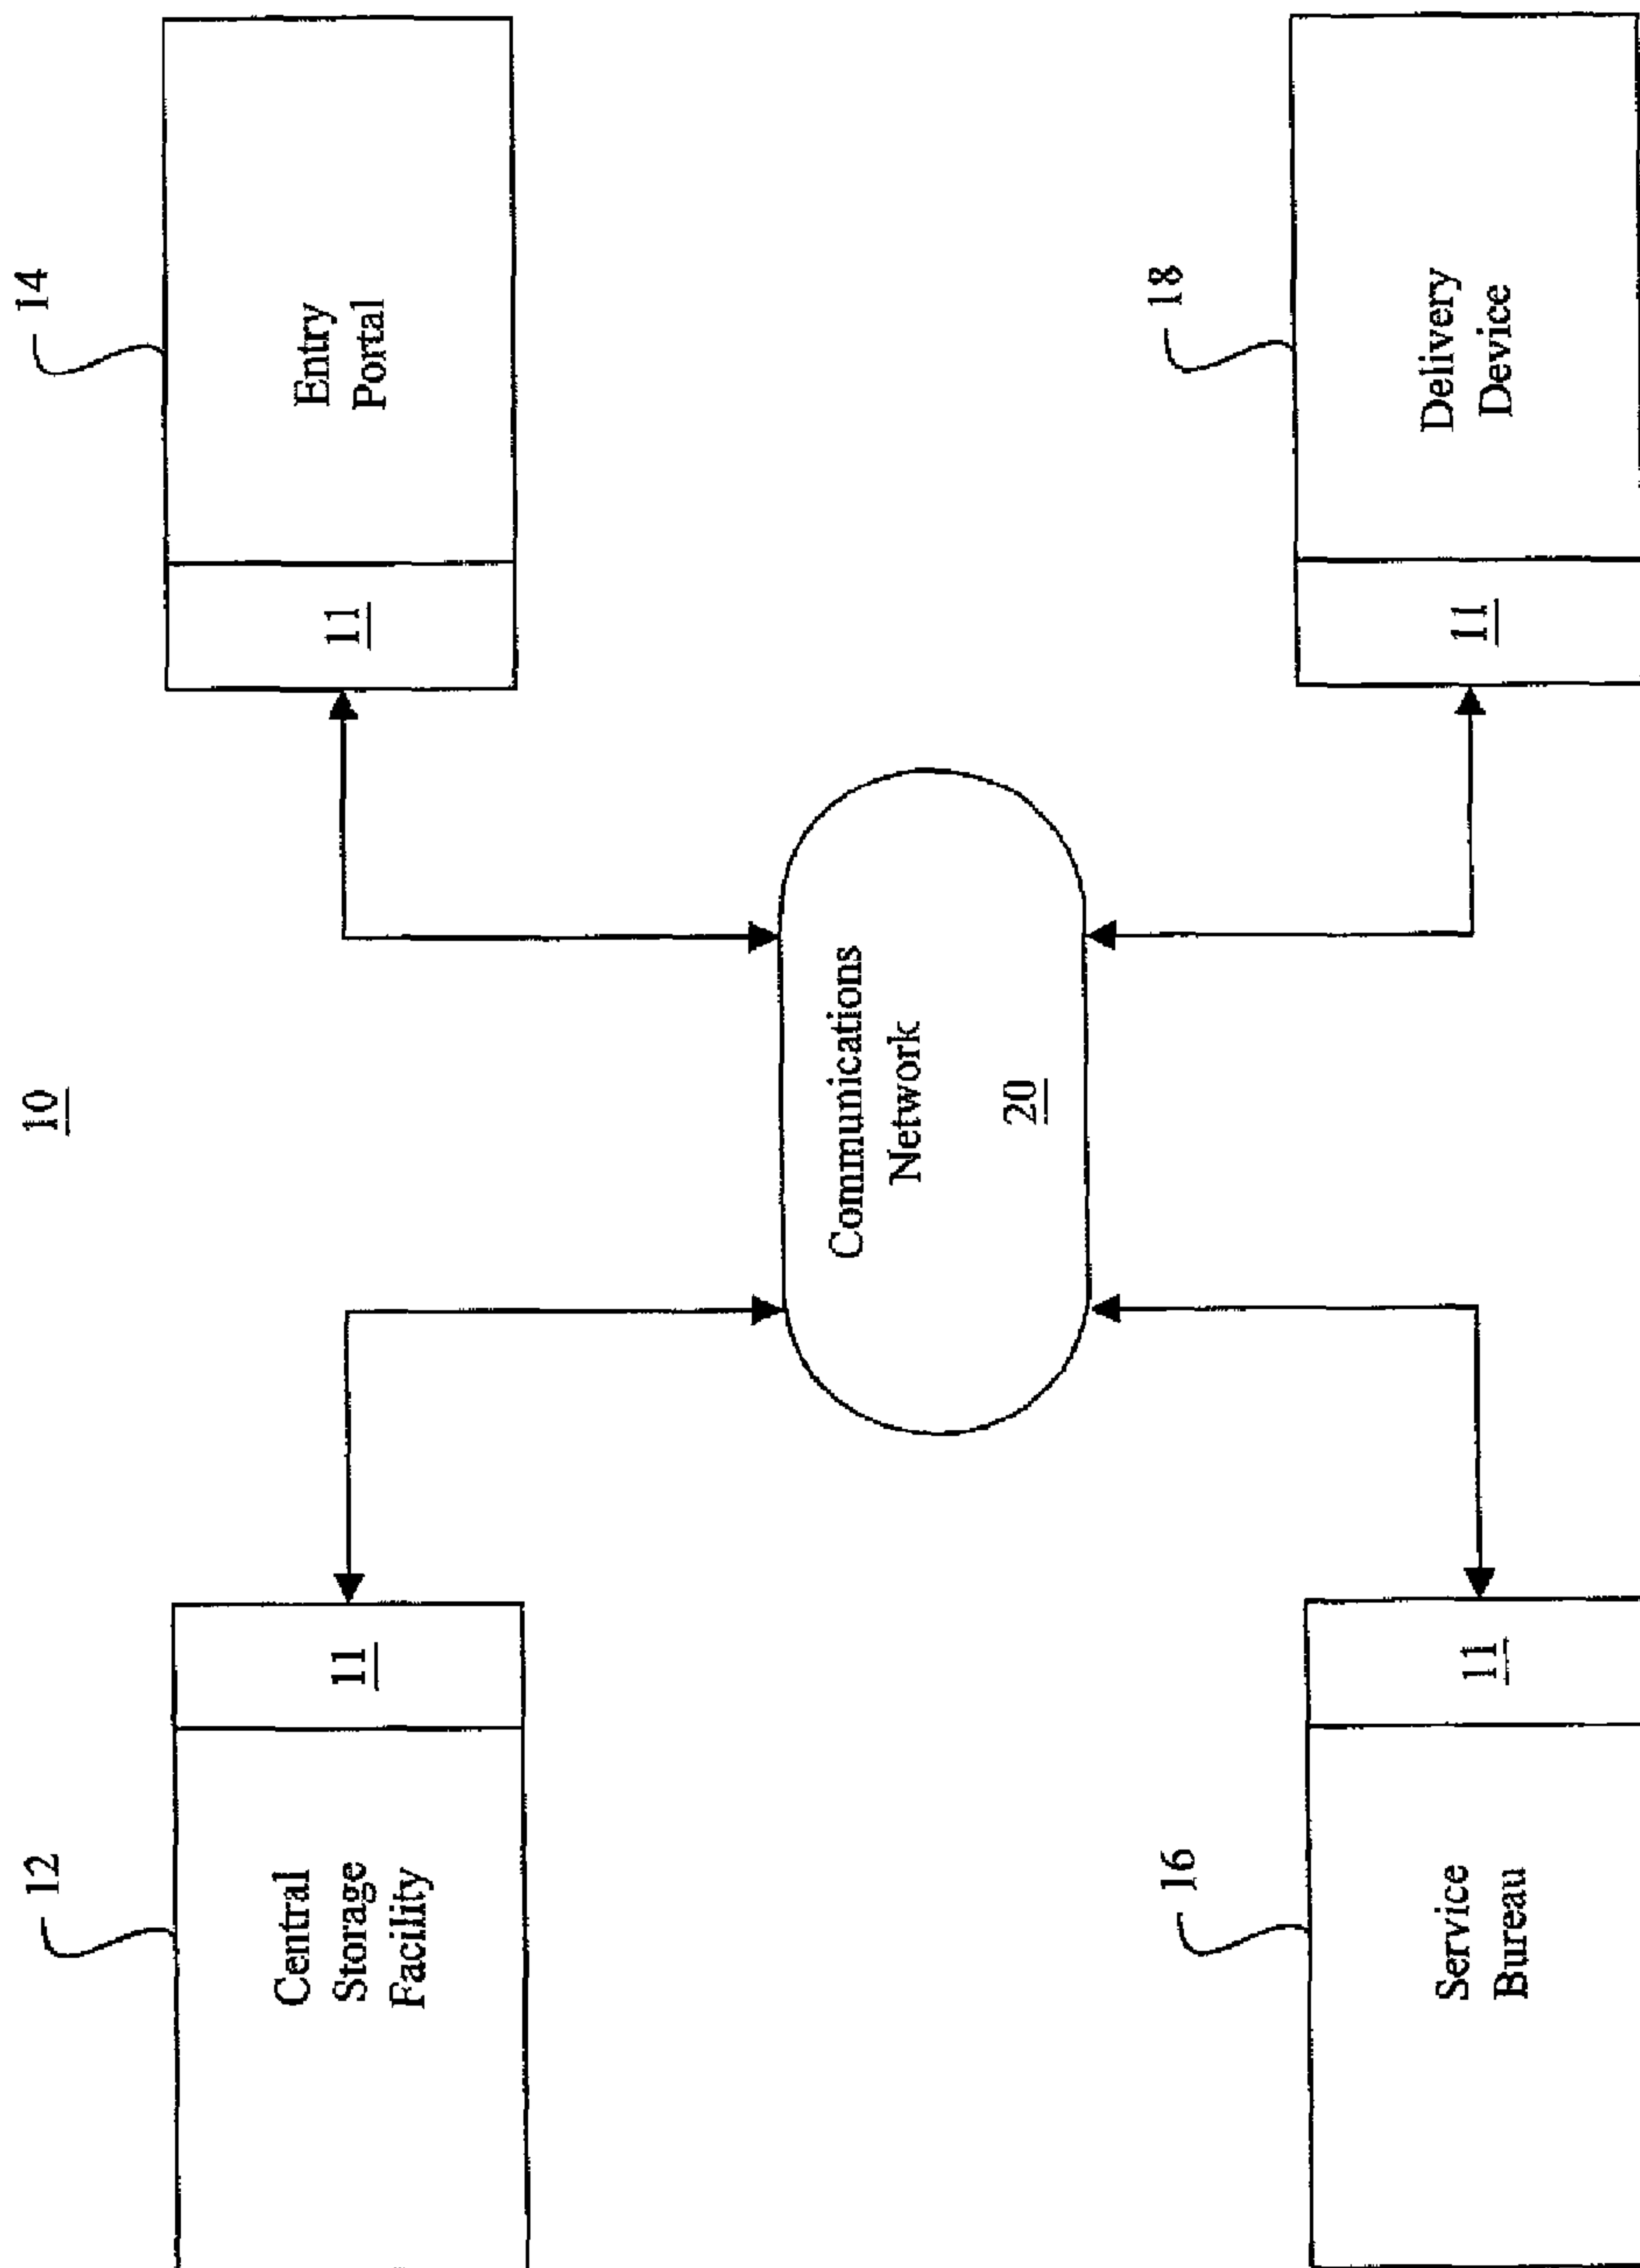 10
12
14
Central
Storage
Facility
11
11
Entry
Portal
Communications
Network
20
16
18
Service
Bureau
11
11
Delivery
Device